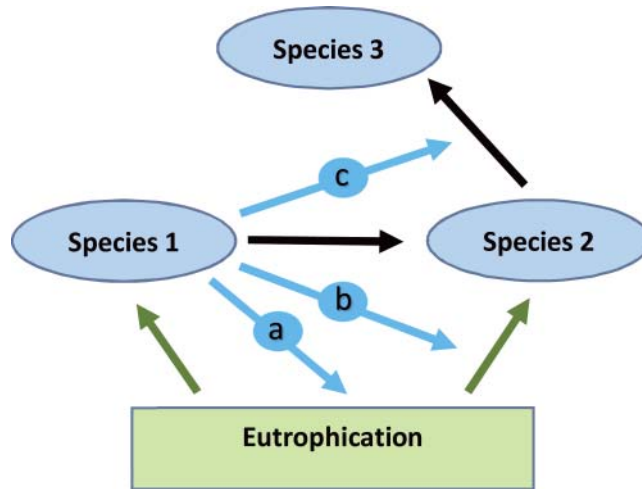 Species 3
c
Species 1
Species 2
b
a
Eutrophication